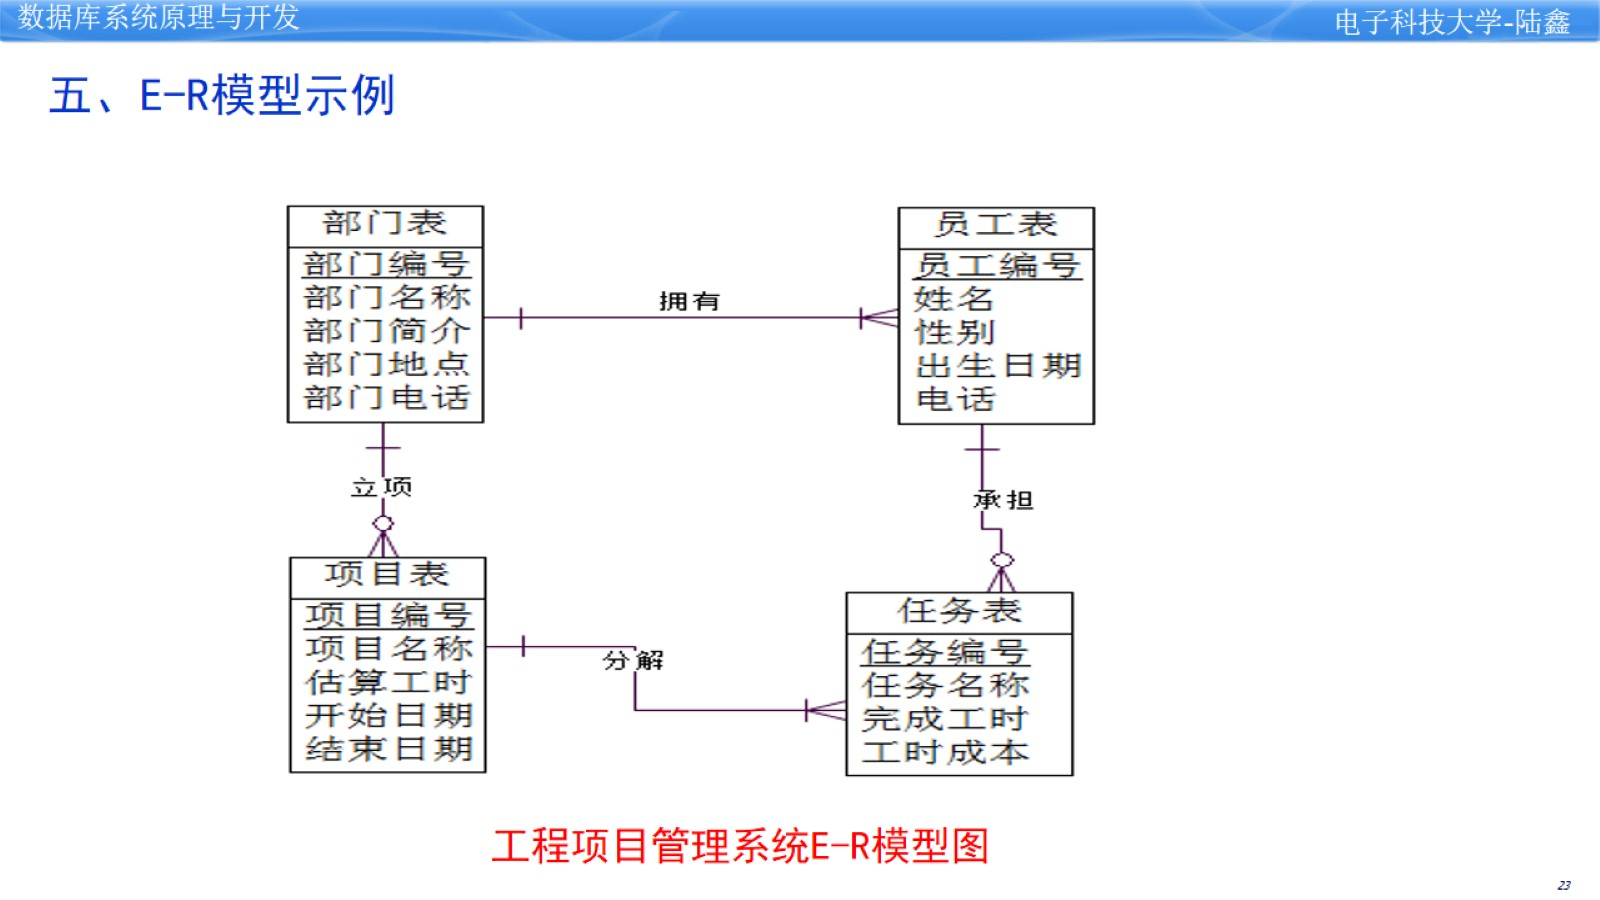 数据库系统原理与开发
电子科技大学-陆鑫
五、E-R模型示例
部门表
部门编号
部门名称
部门简介
部门地点
部门电话
拥有
员工表
员工编号
姓名
性别
出生日期
电话
立项
承担
项目表
项目编号
项目名称
估算工时
开始日期
结束日期
分解
任务表
任务编号
任务名称
完成工时
工时成本
工程项目管理系统E-R模型图
23